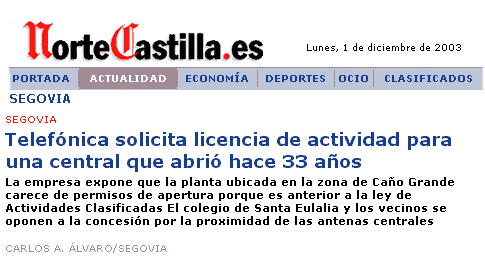 NorteCastilla.es
Lunes, 1 de diciembre de 2003
PORTADA ACTUALIDAD ECONOMÍA DEPORTES OCIO CLASIFICADOS
SEGOVIA
SEGOVIA
Telefónica solicita licencia de actividad para
una central que abrió hace 33 años
La empresa expone que la planta ubicada en la zona de Caño Grande
carece de permisos de apertura porque es anterior a la ley de
Actividades Clasificadas El colegio de Santa Eulalia y los vecinos se
oponen a la concesión por la proximidad de las antenas centrales
CARLOS A. ÁLVARO/SEGOVIA